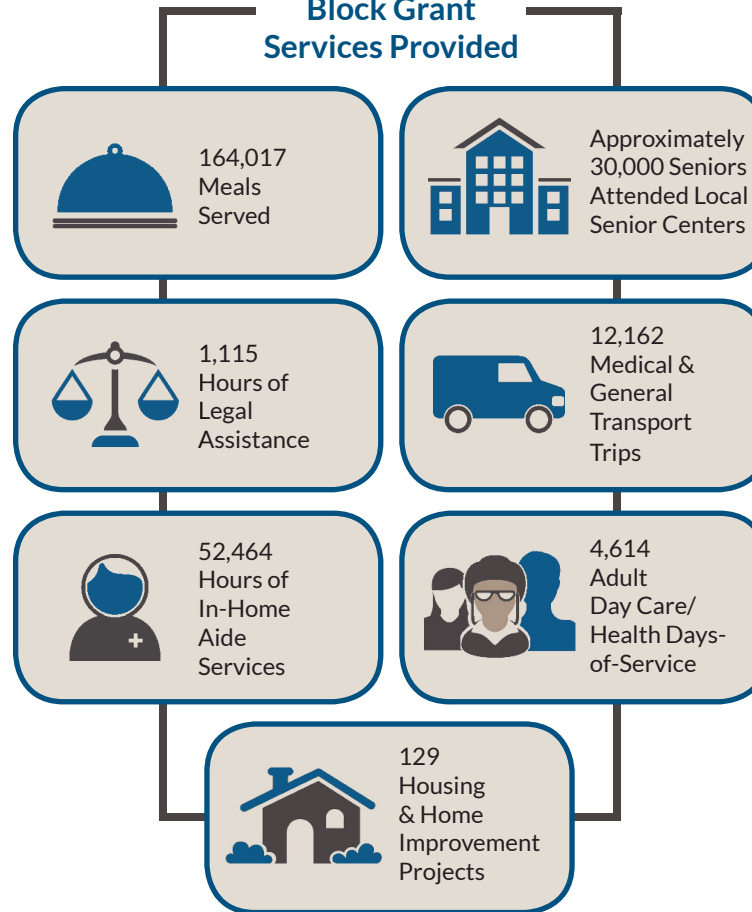 Block Grant
Services Provided
164,017
Meals
Served
Approximately
30,000 Seniors
Attended Local
Senior Centers
1,115
Hours of
Legal
Assistance
12,162
Medical &
General
Transport
Trips
52,464
Hours of
In-Home
Aide
Services
4,614
Adult
Day Care/
Health Days-
of-Service
129
Housing
& Home
Improvement
Projects